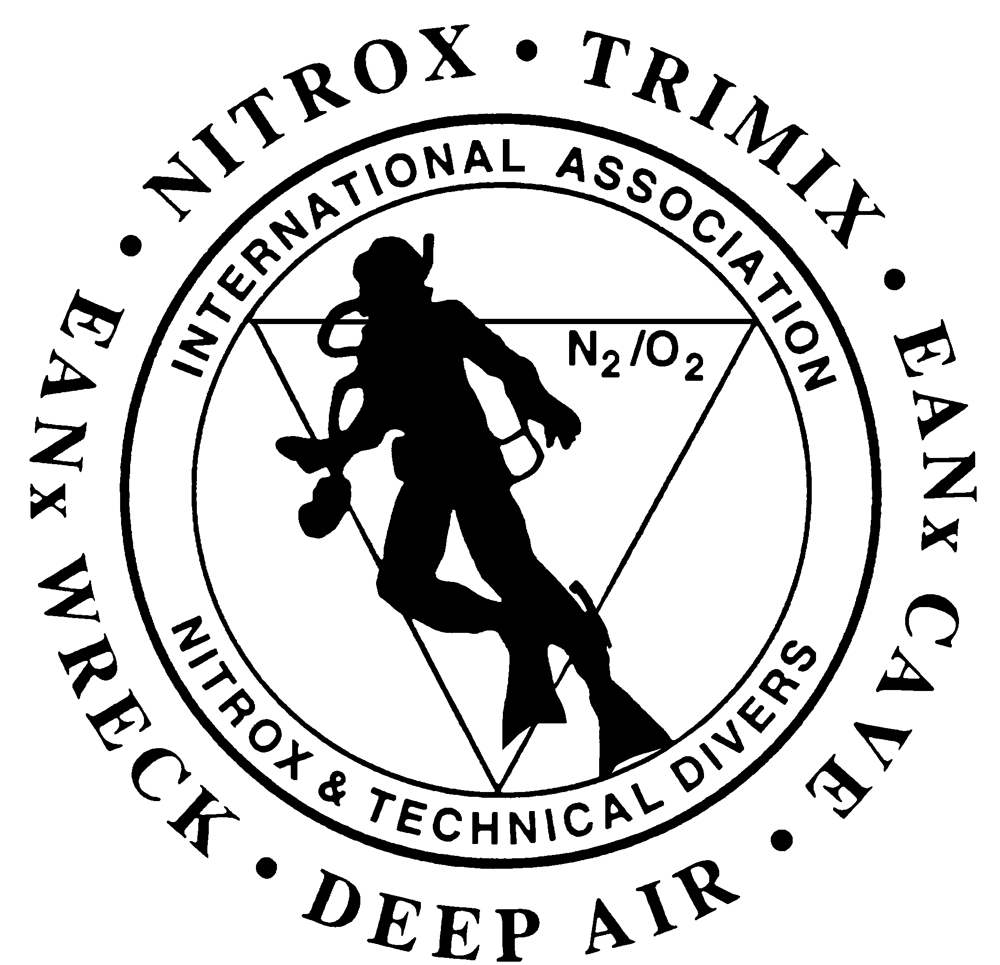 • NITROX • TRIMIX •
EANx CAVE •
DEEP AIR
EANx WRECK •
INTERNATIONAL ASSOCIATION
NITROX & TECHNICAL DIVERS
N₂/O₂